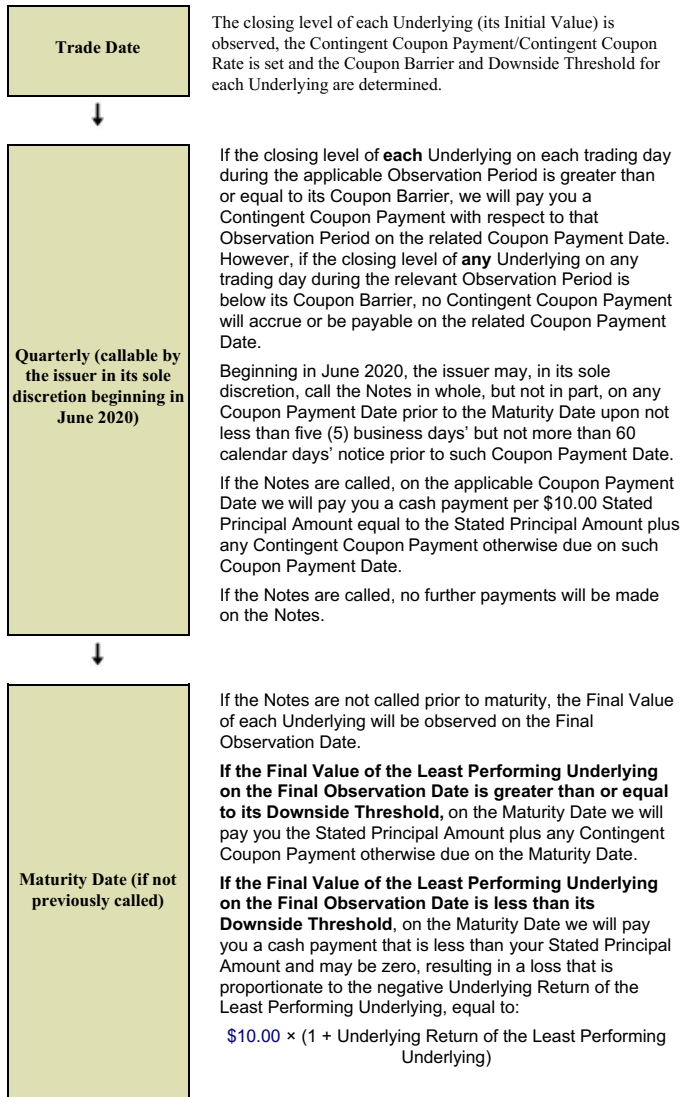 Trade Date
The closing level of each Underlying (its Initial Value) is
observed, the Contingent Coupon Payment/Contingent Coupon
Rate is set and the Coupon Barrier and Downside Threshold for
each Underlying are determined.
Quarterly (callable by
the issuer in its sole
discretion beginning in
June 2020)
If the closing level of each Underlying on each trading day
during the applicable Observation Period is greater than
or equal to its Coupon Barrier, we will pay you a
Contingent Coupon Payment with respect to that
Observation Period on the related Coupon Payment Date.
However, if the closing level of any Underlying on any
trading day during the relevant Observation Period is
below its Coupon Barrier, no Contingent Coupon Payment
will accrue or be payable on the related Coupon Payment
Date.
Beginning in June 2020, the issuer may, in its sole
discretion, call the Notes in whole, but not in part, on any
Coupon Payment Date prior to the Maturity Date upon not
less than five (5) business days’ but not more than 60
calendar days’ notice prior to such Coupon Payment Date.
If the Notes are called, on the applicable Coupon Payment
Date we will pay you a cash payment per $10.00 Stated
Principal Amount equal to the Stated Principal Amount plus
any Contingent Coupon Payment otherwise due on such
Coupon Payment Date.
If the Notes are called, no further payments will be made
on the Notes.
Maturity Date (if not
previously called)
If the Notes are not called prior to maturity, the Final Value
of each Underlying will be observed on the Final
Observation Date.
If the Final Value of the Least Performing Underlying
on the Final Observation Date is greater than or equal
to its Downside Threshold, on the Maturity Date we will
pay you the Stated Principal Amount plus any Contingent
Coupon Payment otherwise due on the Maturity Date.
If the Final Value of the Least Performing Underlying
on the Final Observation Date is less than its
Downside Threshold, on the Maturity Date we will pay
you a cash payment that is less than your Stated Principal
Amount and may be zero, resulting in a loss that is
proportionate to the negative Underlying Return of the
Least Performing Underlying, equal to:
$10.00 × (1 + Underlying Return of the Least Performing
Underlying)